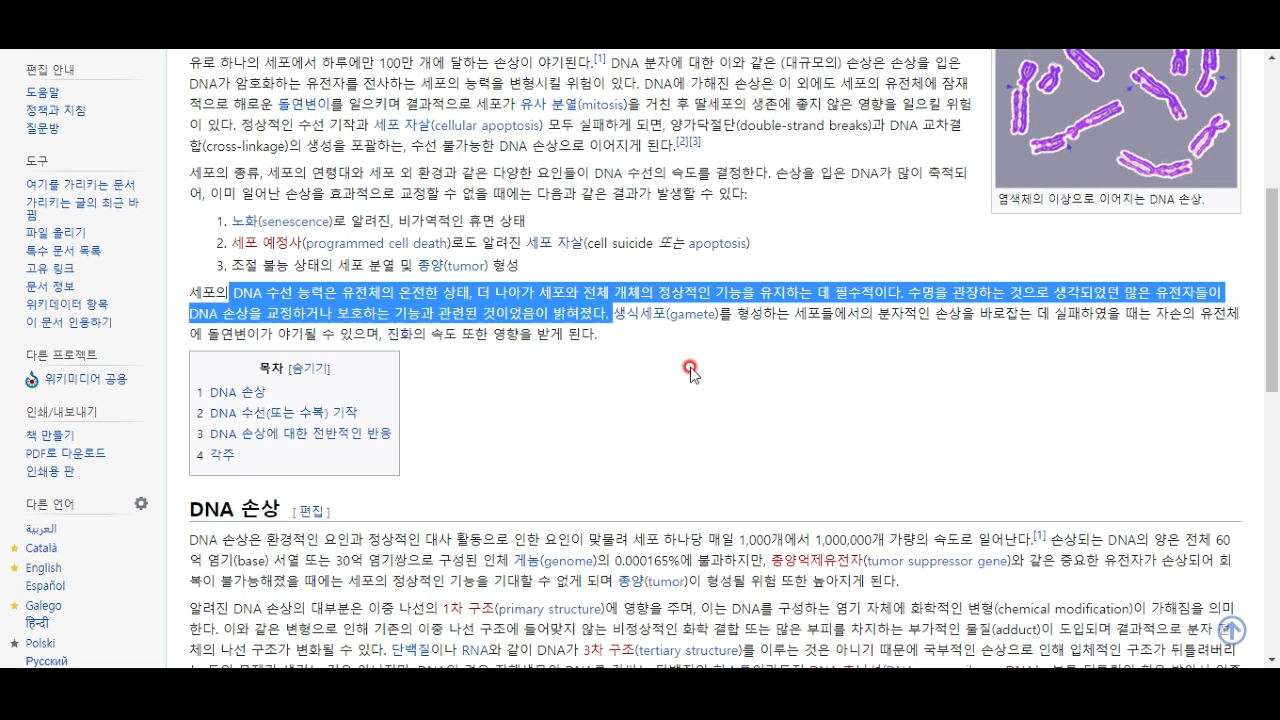 편집 안내
도움말
정책과 지침
질문방
도구
여기를 가리키는 문서
가리키는 글의 최근 바
뀜
파일 올리기
특수 문서 목록
고유 링크
문서 정보
위키데이터 항목
이 문서 인용하기
다른 프로젝트
위키미디어 공용
인쇄/내보내기
책 만들기
PDF로 다운로드
인쇄용 판
다른 언어
العربية
Català
English
Español
Galego
हिन्दी
Polski
Русский
유로 하나의 세포에서 하루에만 100만 개에 달하는 손상이 야기된다.[1] DNA 분자에 대한 이와 같은 (대규모의) 손상은 손상을 입은
DNA가 암호화하는 유전자를 전사하는 세포의 능력을 변형시킬 위험이 있다. DNA에 가해진 손상은 이 외에도 세포의 유전체에 잠재
적으로 해로운 돌연변이를 일으키며 결과적으로 세포가 유사 분열(mitosis)을 거친 후 딸세포의 생존에 좋지 않은 영향을 일으킬 위험
이 있다. 정상적인 수선 기작과 세포 자살(cellular apoptosis) 모두 실패하게 되면, 양가닥절단(double-strand breaks)과 DNA 교차결
합(cross-linkage)의 생성을 포괄하는, 수선 불가능한 DNA 손상으로 이어지게 된다.[2][3]
세포의 종류, 세포의 연령대와 세포 외 환경과 같은 다양한 요인들이 DNA 수선의 속도를 결정한다. 손상을 입은 DNA가 많이 축적되
어, 이미 일어난 손상을 효과적으로 교정할 수 없을 때에는 다음과 같은 결과가 발생할 수 있다:
1. 노화(senescence)로 알려진, 비가역적인 휴면 상태
2. 세포 예정사(programmed cell death)로도 알려진 세포 자살(cell suicide 또는 apoptosis)
3. 조절 불능 상태의 세포 분열 및 종양(tumor) 형성
염색체의 이상으로 이어지는 DNA 손상.
세포의 DNA 수선 능력은 유전체의 온전한 상태, 더 나아가 세포와 전체 개체의 정상적인 기능을 유지하는 데 필수적이다. 수명을 관장하는 것으로 생각되었던 많은 유전자들이
DNA 손상을 교정하거나 보호하는 기능과 관련된 것이었음이 밝혀졌다. 생식세포(gamete)를 형성하는 세포들에서의 분자적인 손상을 바로잡는 데 실패하였을 때는 자손의 유전체
에 돌연변이가 야기될 수 있으며, 진화의 속도 또한 영향을 받게 된다.
목차 [숨기기]
1 DNA 손상
2 DNA 수선(또는 수복) 기작
3 DNA 손상에 대한 전반적인 반응
4 각주
DNA 손상 [편집]
DNA 손상은 환경적인 요인과 정상적인 대사 활동으로 인한 요인이 맞물려 세포 하나당 매일 1,000개에서 1,000,000개 가량의 속도로 일어난다.[1] 손상되는 DNA의 양은 전체 60
억 염기(base) 서열 또는 30억 염기쌍으로 구성된 인체 게놈(genome)의 0.000165%에 불과하지만, 종양억제유전자(tumor suppressor gene)와 같은 중요한 유전자가 손상되어 회
복이 불가능해졌을 때에는 세포의 정상적인 기능을 기대할 수 없게 되며 종양(tumor)이 형성될 위험 또한 높아지게 된다.
알려진 DNA 손상의 대부분은 이중 나선의 1차 구조(primary structure)에 영향을 주며, 이는 DNA를 구성하는 염기 자체에 화학적인 변형(chemical modification)이 가해짐을 의미
한다. 이와 같은 변형으로 인해 기존의 이중 나선 구조에 들어맞지 않는 비정상적인 화학 결합 또는 많은 부피를 차지하는 부가적인 물질(adduct)이 도입되며 결과적으로 분자 전
체의 나선 구조가 변화될 수 있다. 단백질이나 RNA와 같이 DNA가 3차 구조(tertiary structure)를 이루는 것은 아니기 때문에 국부적인 손상으로 인해 입체적인 구조가 뒤틀려버리